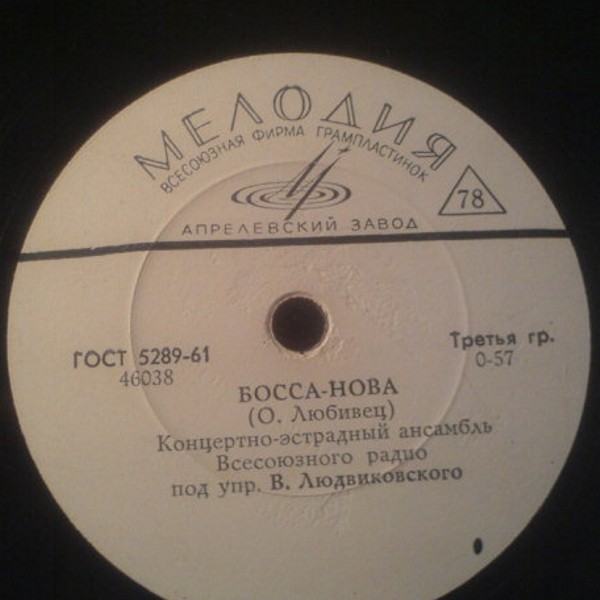 МЕЛОДИЯ
ВСЕСОЮЗНАЯ ФИРМА ГРАМПЛАСТИНОК
78
АПРЕЛЕВСКИЙ ЗАВОД
ГОСТ 5289-61
46038
Третья гр.
0-57
БОССА-НОВА
(О. Любивец)
Концертно-эстрадный ансамбль
Всесоюзного радио
под упр. В. Людвиковского